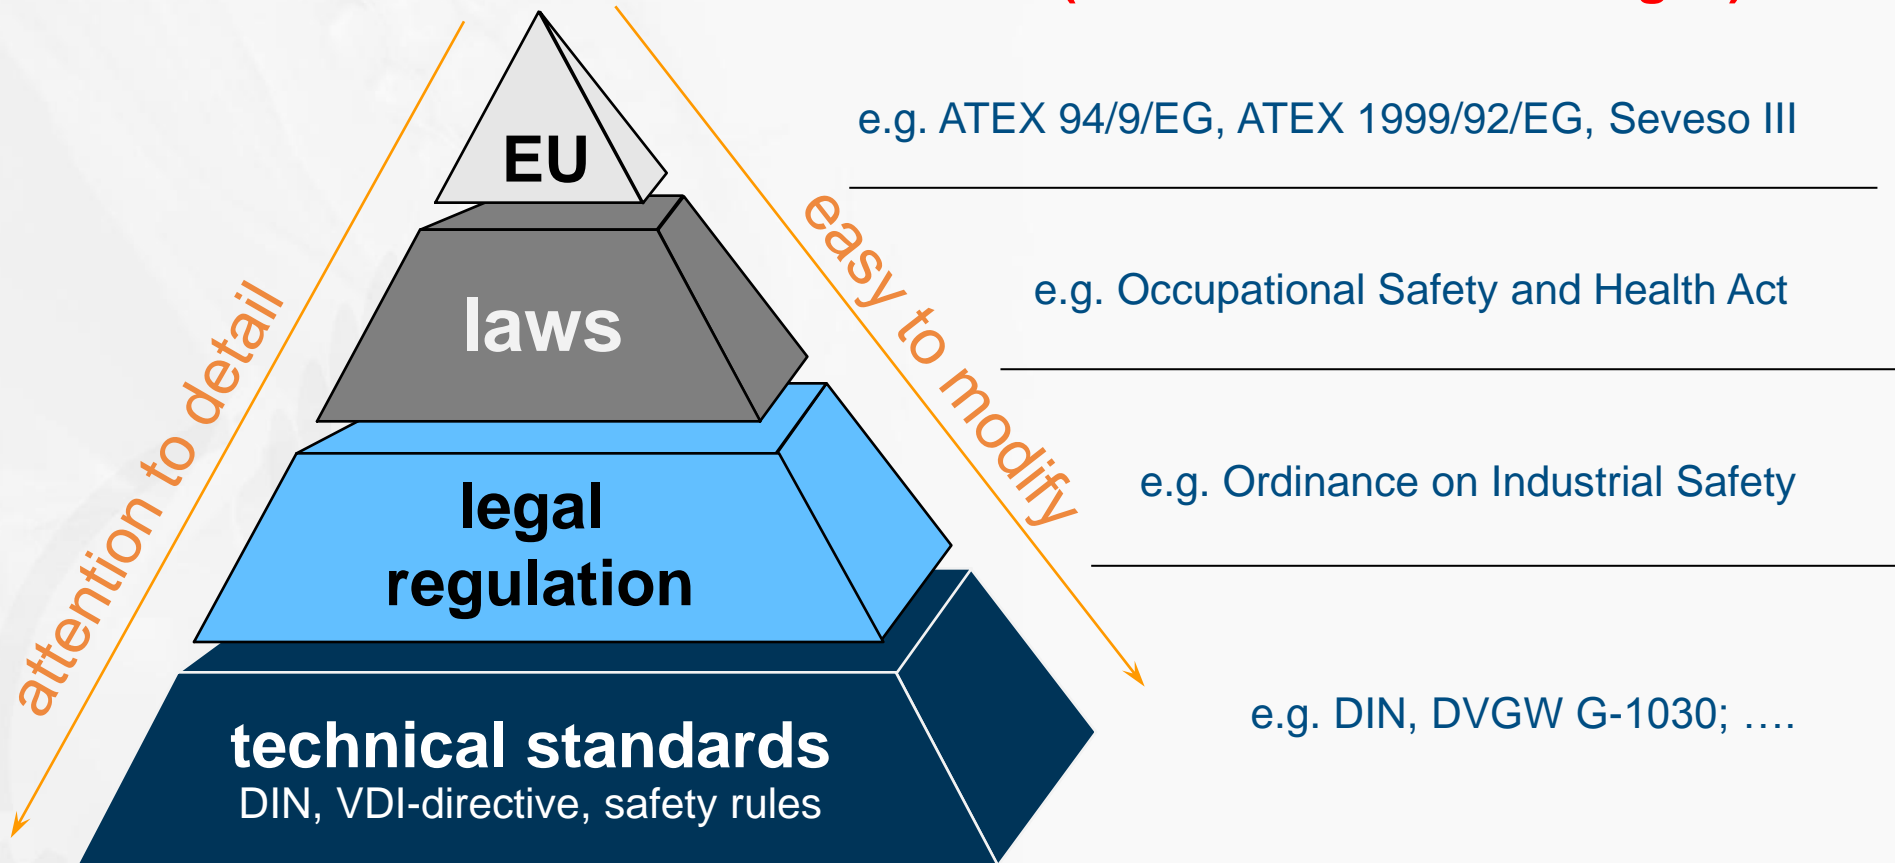 EU
e.g. ATEX 94/9/EG, ATEX 1999/92/EG, Seveso III
laws
e.g. Occupational Safety and Health Act
legal
regulation
e.g. Ordinance on Industrial Safety
technical standards
DIN, VDI-directive, safety rules
e.g. DIN, DVGW G-1030; ....
attention to detail
easy to modify